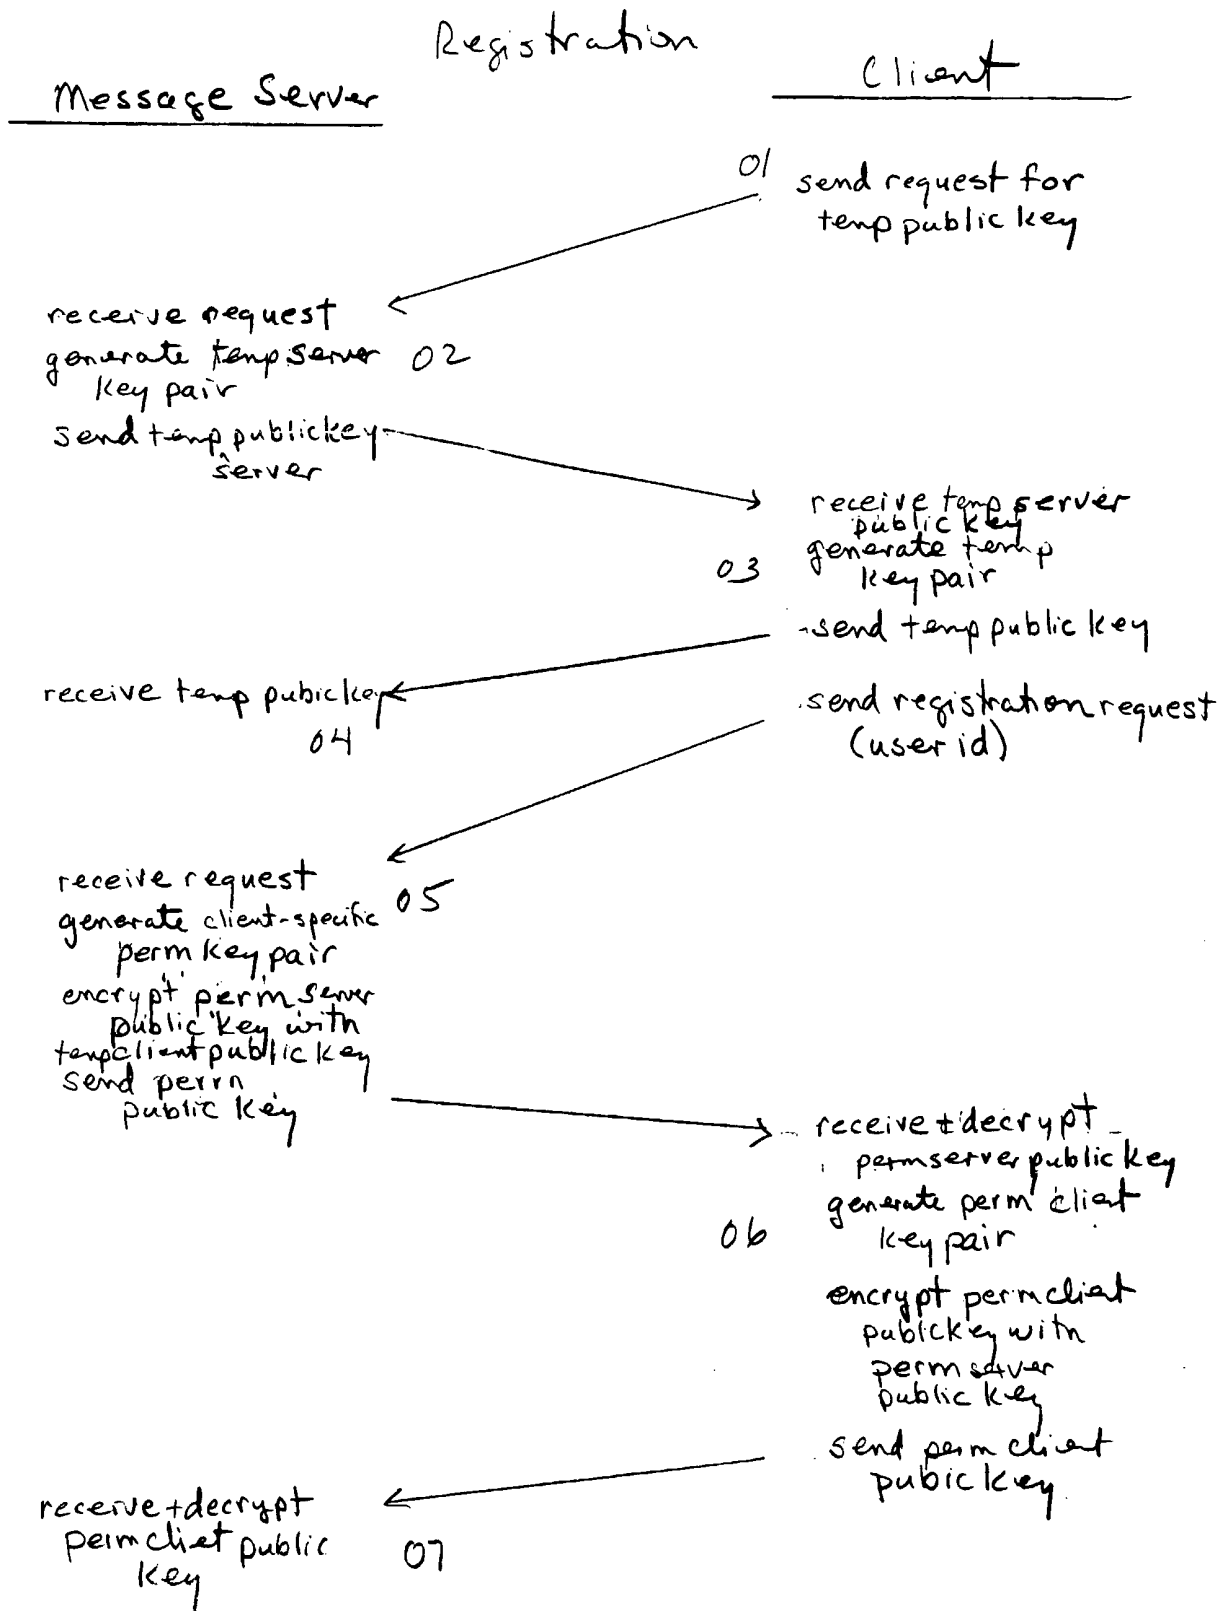 Registration
Message Server
Client
01
send request for
temp public key
receive request
generate temp server
key pair
02
send temp public key
^
server
receive temp server
public key
generate temp
key pair
03
send temp public key
receive temp pubic key
04
send registration request
(user id)
receive request
05
generate client-specific
perm key pair
encrypt perm server
public key with
temp client public key
send perm
public key
receive + decrypt
perm server public key
generate perm client
key pair
06
encrypt perm client
public key with
perm server
public key
send perm client
pubic key
receive + decrypt
perm cliet public
key
07